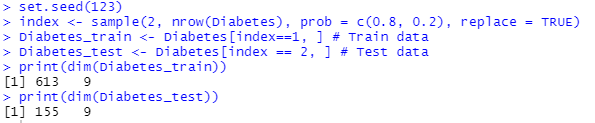 > set.seed(123)
> index <- sample(2, nrow(Diabetes), prob = c(0.8, 0.2), replace = TRUE)
> Diabetes_train <- Diabetes[index==1, ] # Train data
> Diabetes_test <- Diabetes[index == 2, ] # Test data
> print(dim(Diabetes_train))
[1] 613   9
> print(dim(Diabetes_test))
[1] 155   9